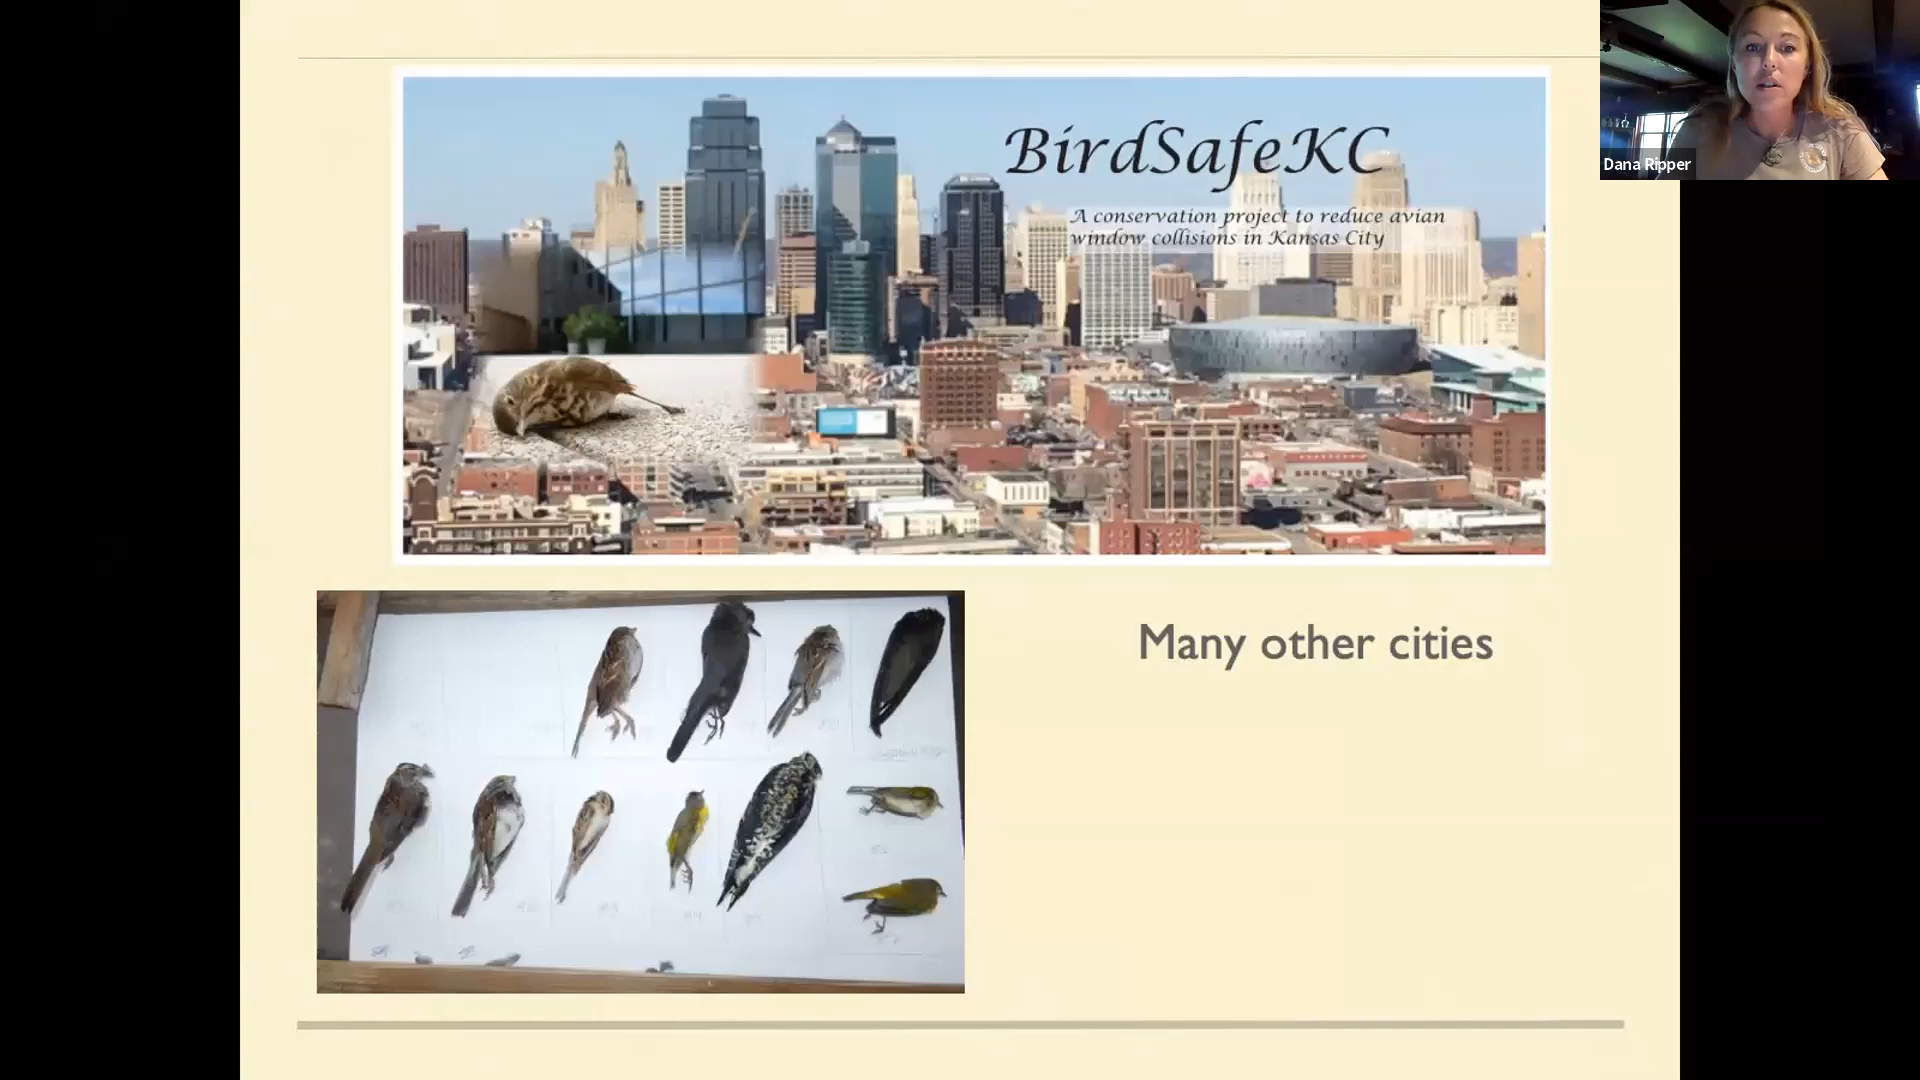 BirdSafeKC
A conservation project to reduce avian
window collisions in Kansas City
Dana Ripper
Many other cities